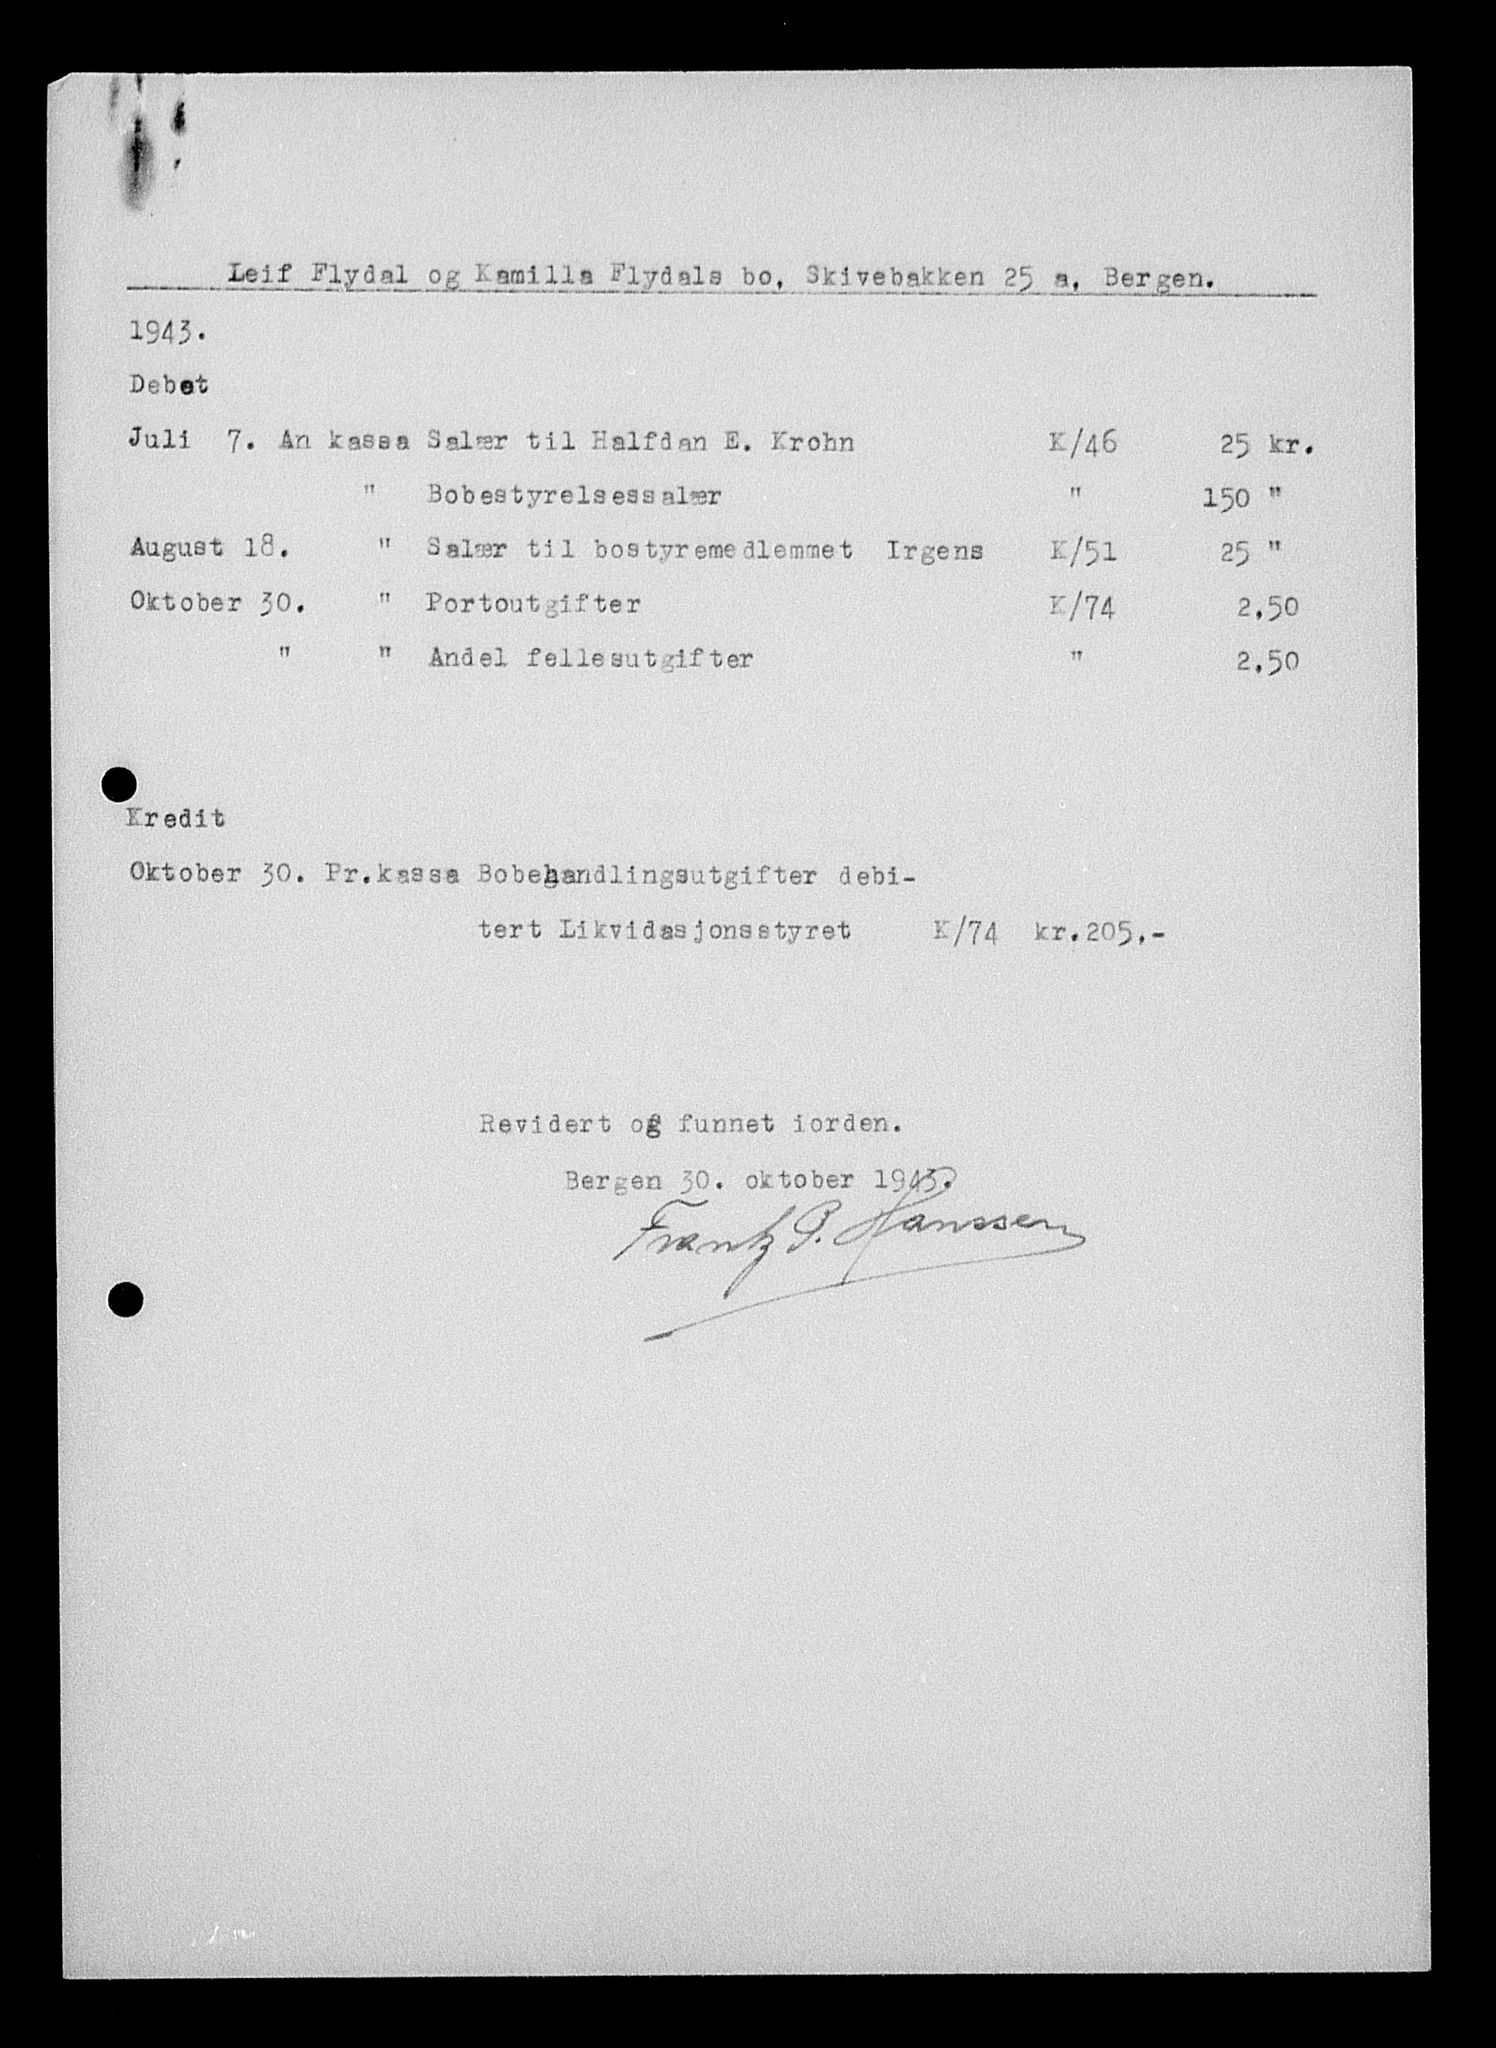 Leif Flydal og Kamilla Flydals bo, Skivebakken 25 a, Bergen.
1943.
Debet
Juli 7. An kassa Salær til Halfdan E. Krohn K/46 25 kr.
" Bobestyrelsessalær " 150 "
August 18. " Salær til bostyremedlemmet Irgens K/51 25 "
Oktober 30. " Portoutgifter K/74 2.50
" " Andel fellesutgifter " 2.50
Kredit
Oktober 30. Pr.kassa Bobehandlingsutgifter debi-
tert Likvidasjonsstyret K/74 kr.205.-
Revidert og funnet iorden.
Bergen 30. oktober 1943.
Frantz P. Hanssen